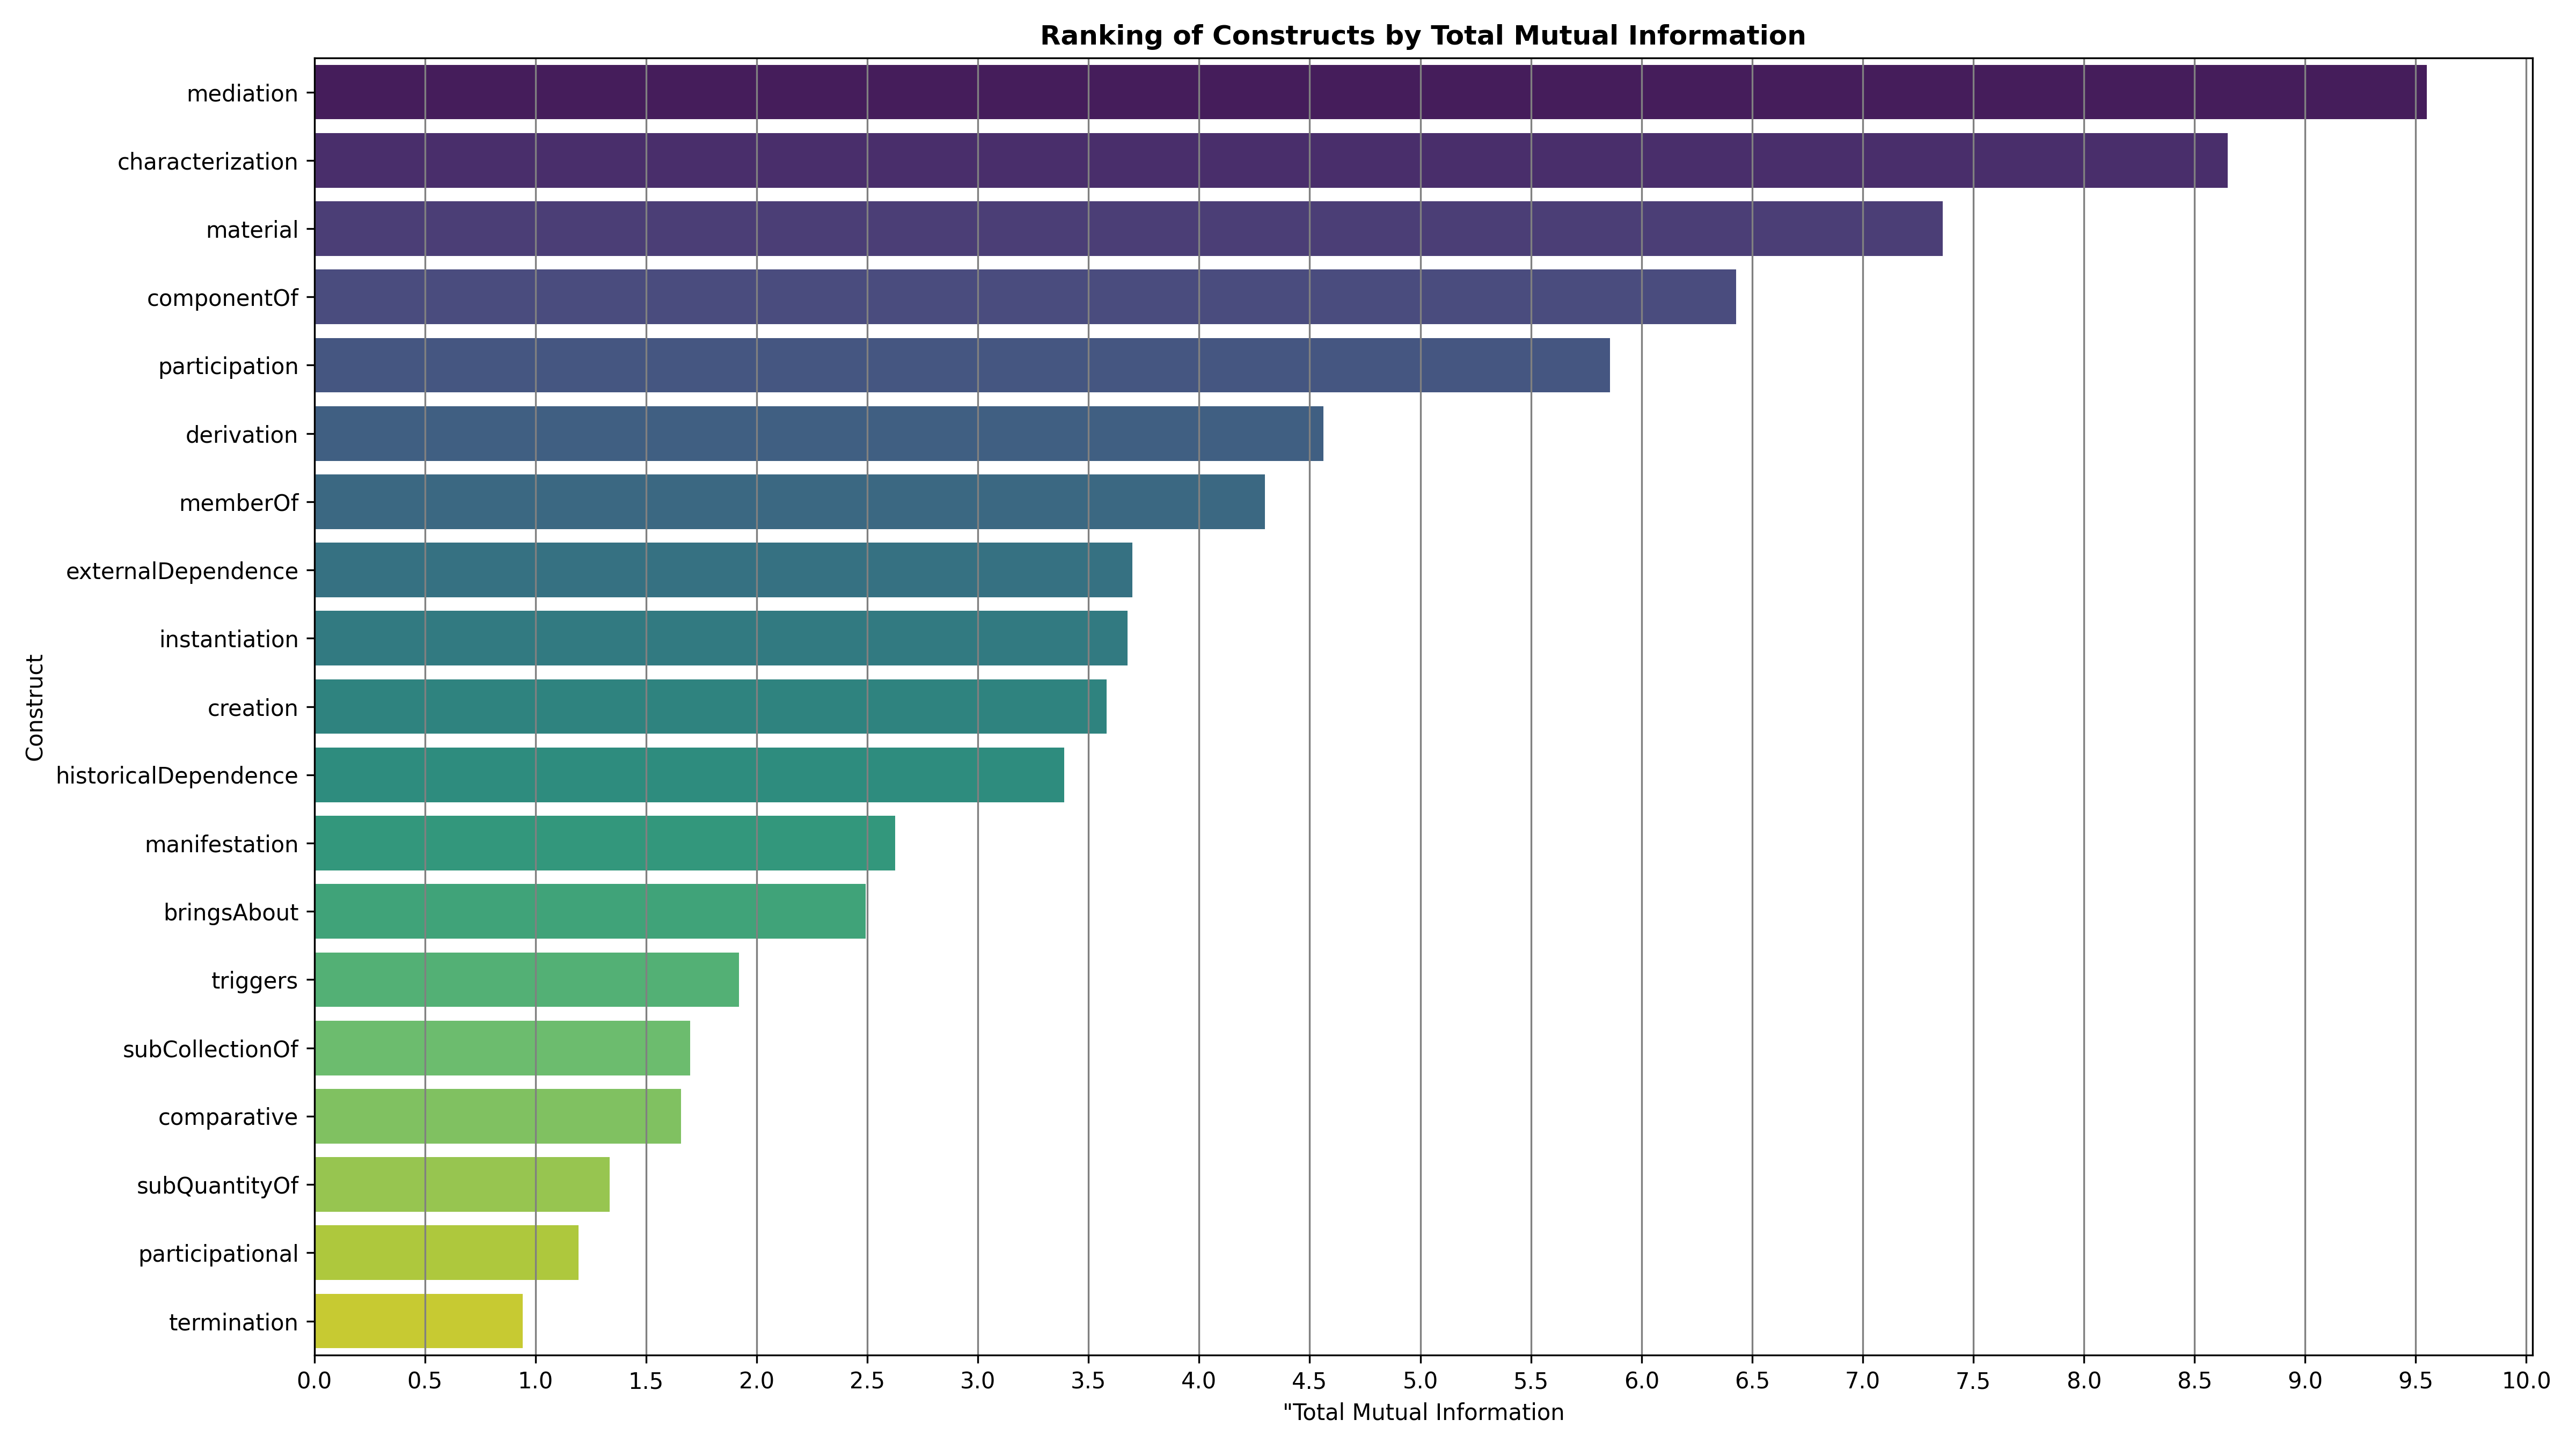 Ranking of Constructs by Total Mutual Information
Construct
mediation
characterization
material
componentOf
participation
derivation
memberOf
externalDependence
instantiation
creation
historicalDependence
manifestation
bringsAbout
triggers
subCollectionOf
comparative
subQuantityOf
participational
termination
0.0 0.5 1.0 1.5 2.0 2.5 3.0 3.5 4.0 4.5 5.0 5.5 6.0 6.5 7.0 7.5 8.0 8.5 9.0 9.5 10.0
"Total Mutual Information